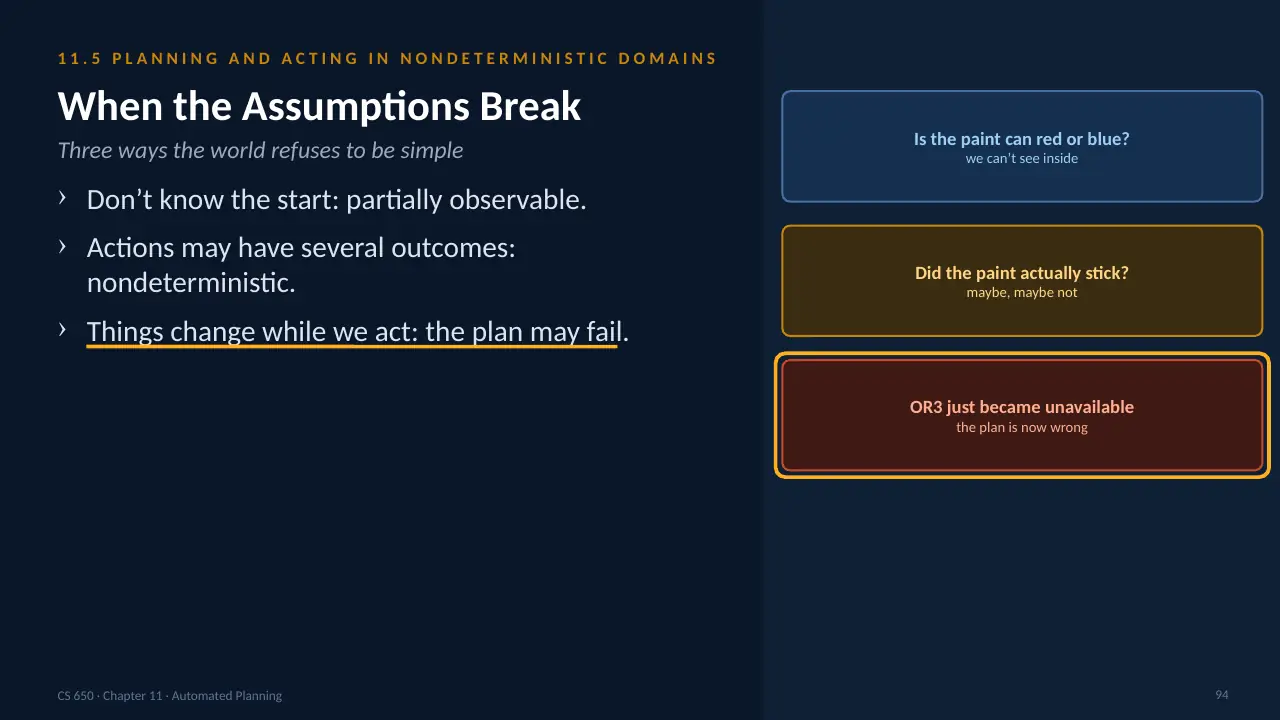 11.5 PLANNING AND ACTING IN NONDETERMINISTIC DOMAINS
When the Assumptions Break
Three ways the world refuses to be simple
› Don’t know the start: partially observable.
› Actions may have several outcomes:
nondeterministic.
› Things change while we act: the plan may fail.
Is the paint can red or blue?
we can’t see inside
Did the paint actually stick?
maybe, maybe not
OR3 just became unavailable
the plan is now wrong
CS 650 · Chapter 11 · Automated Planning
94